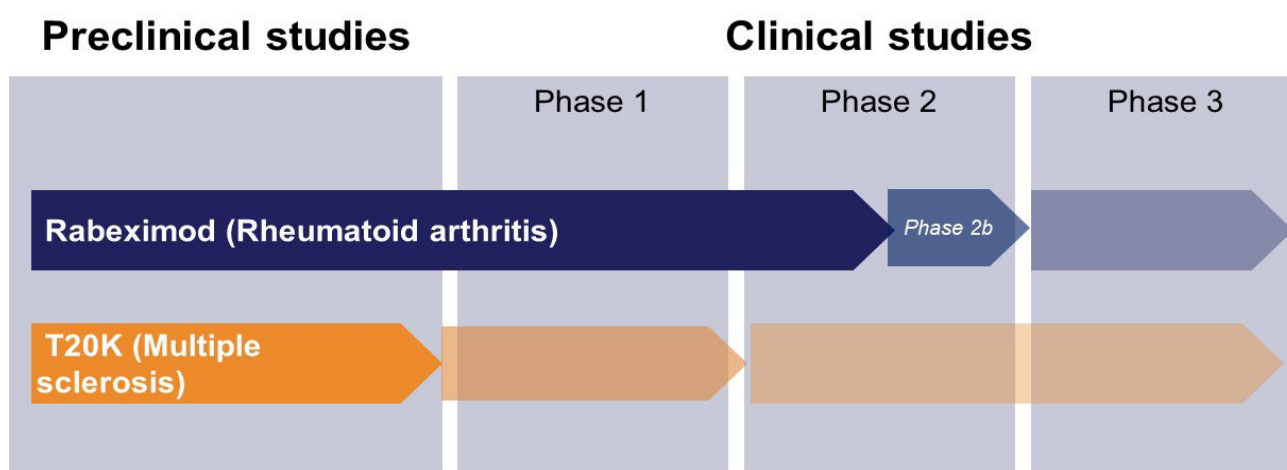 Preclinical studies
Clinical studies
Phase 1
Phase 2
Phase 3
Rabeximod (Rheumatoid arthritis)
Phase 2b
T20K (Multiple
sclerosis)